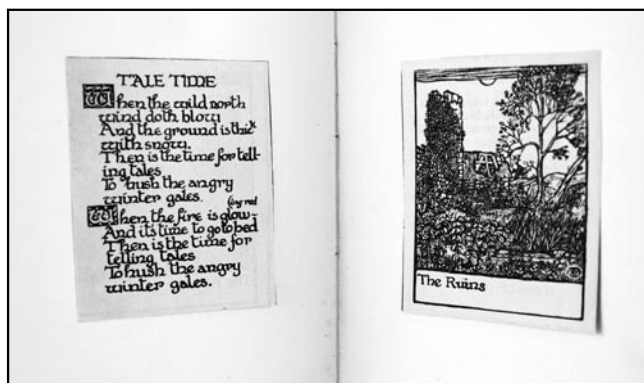 TALE TIME
When the wild north
wind doth blow
And the ground is thick
with snow.
Then is the time for tell-
ing tales
To hush the angry
winter gales.
When the fire is glow-ing red
And its time to go to bed
Then is the time for
telling tales
To hush the angry
winter gales.
The Ruins